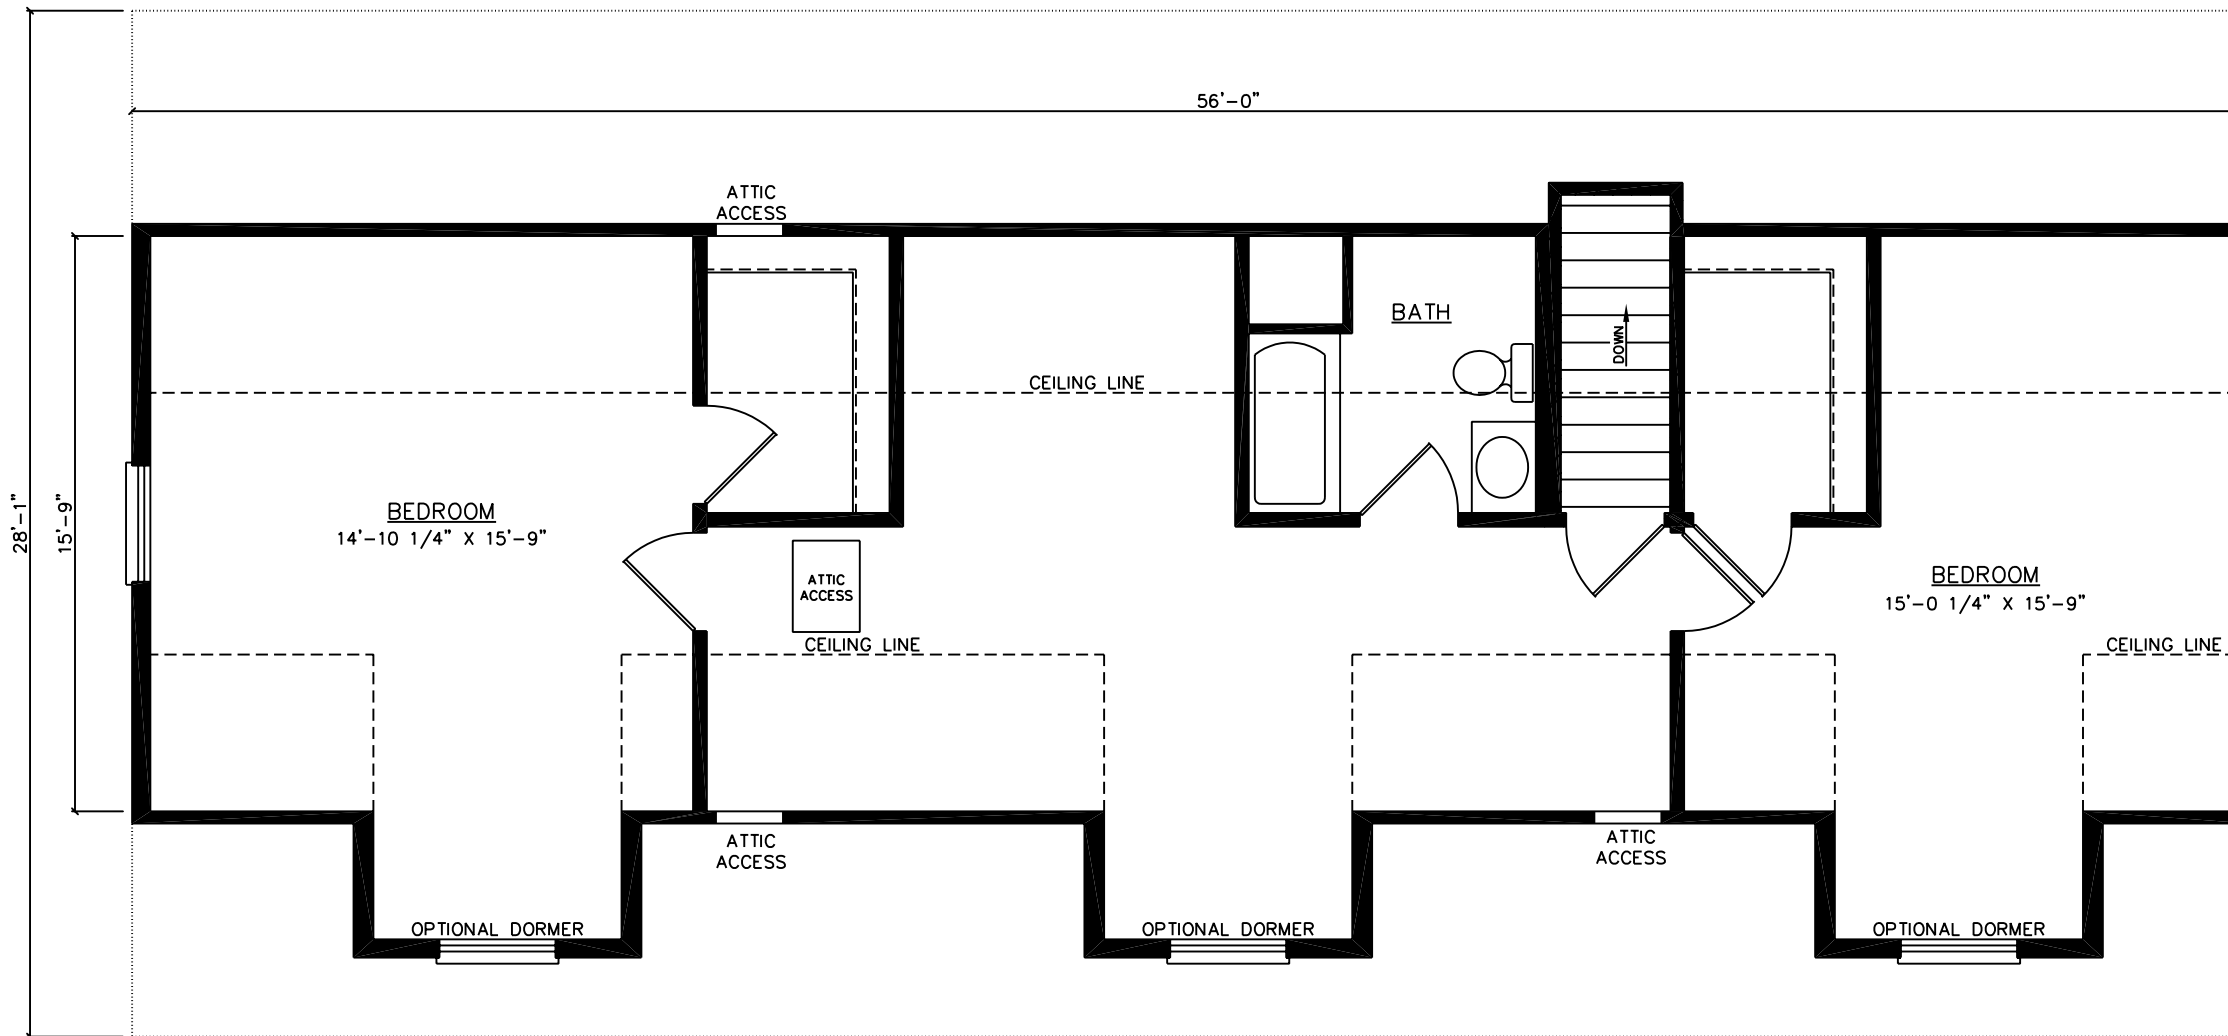 56'-0"
ATTIC
ACCESS
BATH
DOWN
CEILING LINE
28'-1"
15'-9"
BEDROOM
14'-10 1/4" X 15'-9"
ATTIC
ACCESS
BEDROOM
15'-0 1/4" X 15'-9"
CEILING LINE
CEILING LINE
ATTIC
ACCESS
ATTIC
ACCESS
OPTIONAL DORMER
OPTIONAL DORMER
OPTIONAL DORMER